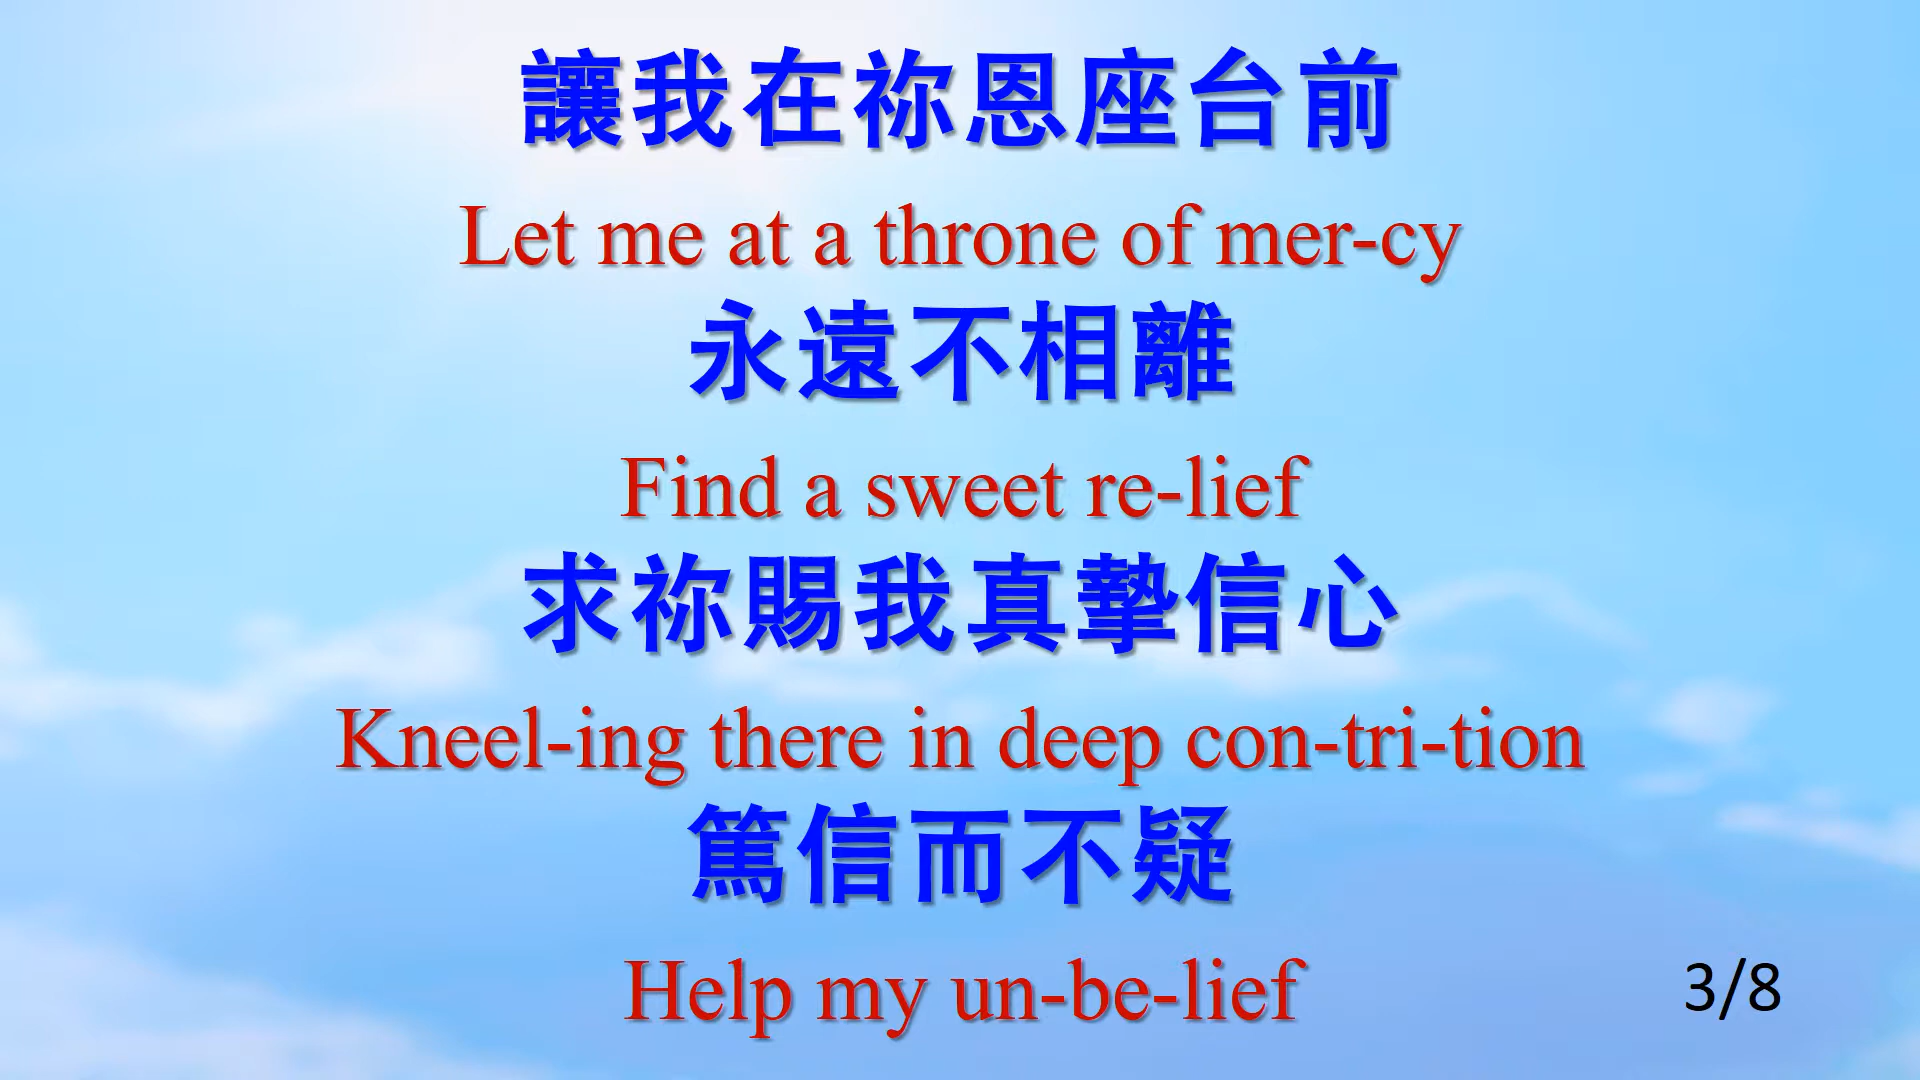 讓我在祢恩座台前
Let me at a throne of mer-cy
永遠不相離
Find a sweet re-lief
求祢賜我真摯信心
Kneel-ing there in deep con-tri-tion
篤信而不疑
Help my un-be-lief
3/8